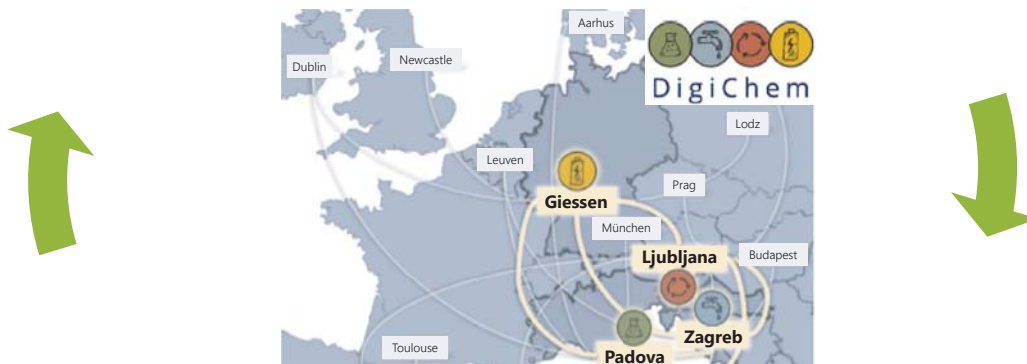 Aarhus
Dublin
Newcastle
DigiChem
Lodz
Leuven
Prag
Giessen
München
Ljubljana
Budapest
Zagreb
Toulouse
Padova